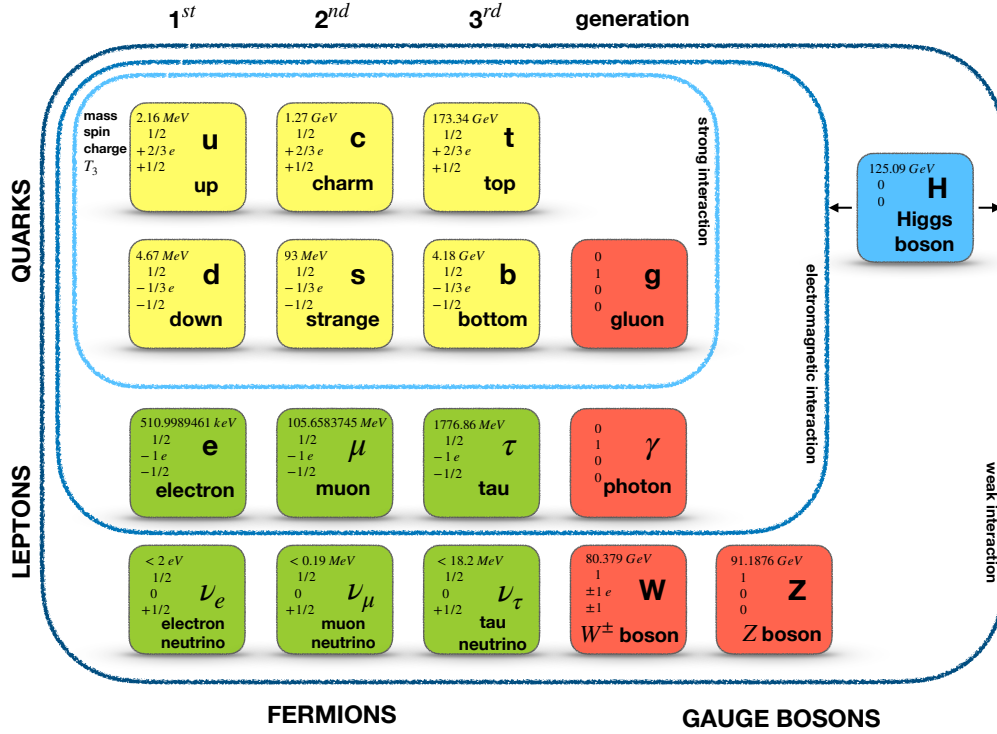 1st 2nd 3rd generation
QUARKS
LEPTONS
mass
spin
charge
T₃
2.16 MeV
1/2
+2/3 e
+1/2
u
up
1.27 GeV
1/2
+2/3 e
+1/2
c
charm
173.34 GeV
1/2
+2/3 e
+1/2
t
top
strong interaction
125.09 GeV
0
0
H
Higgs
boson
4.67 MeV
1/2
−1/3 e
−1/2
d
down
93 MeV
1/2
−1/3 e
−1/2
s
strange
4.18 GeV
1/2
−1/3 e
−1/2
b
bottom
0
1
0
0
g
gluon
electromagnetic interaction
510.9989461 keV
1/2
−1 e
−1/2
e
electron
105.6583745 MeV
1/2
−1 e
−1/2
μ
muon
1776.86 MeV
1/2
−1 e
−1/2
τ
tau
0
1
0
0
γ
photon
weak interaction
< 2 eV
1/2
0
+1/2
νe
electron
neutrino
< 0.19 MeV
1/2
0
+1/2
νμ
muon
neutrino
< 18.2 MeV
1/2
0
+1/2
ντ
tau
neutrino
80.379 GeV
1
±1 e
±1
W
W± boson
91.1876 GeV
1
0
0
Z
Z boson
FERMIONS
GAUGE BOSONS